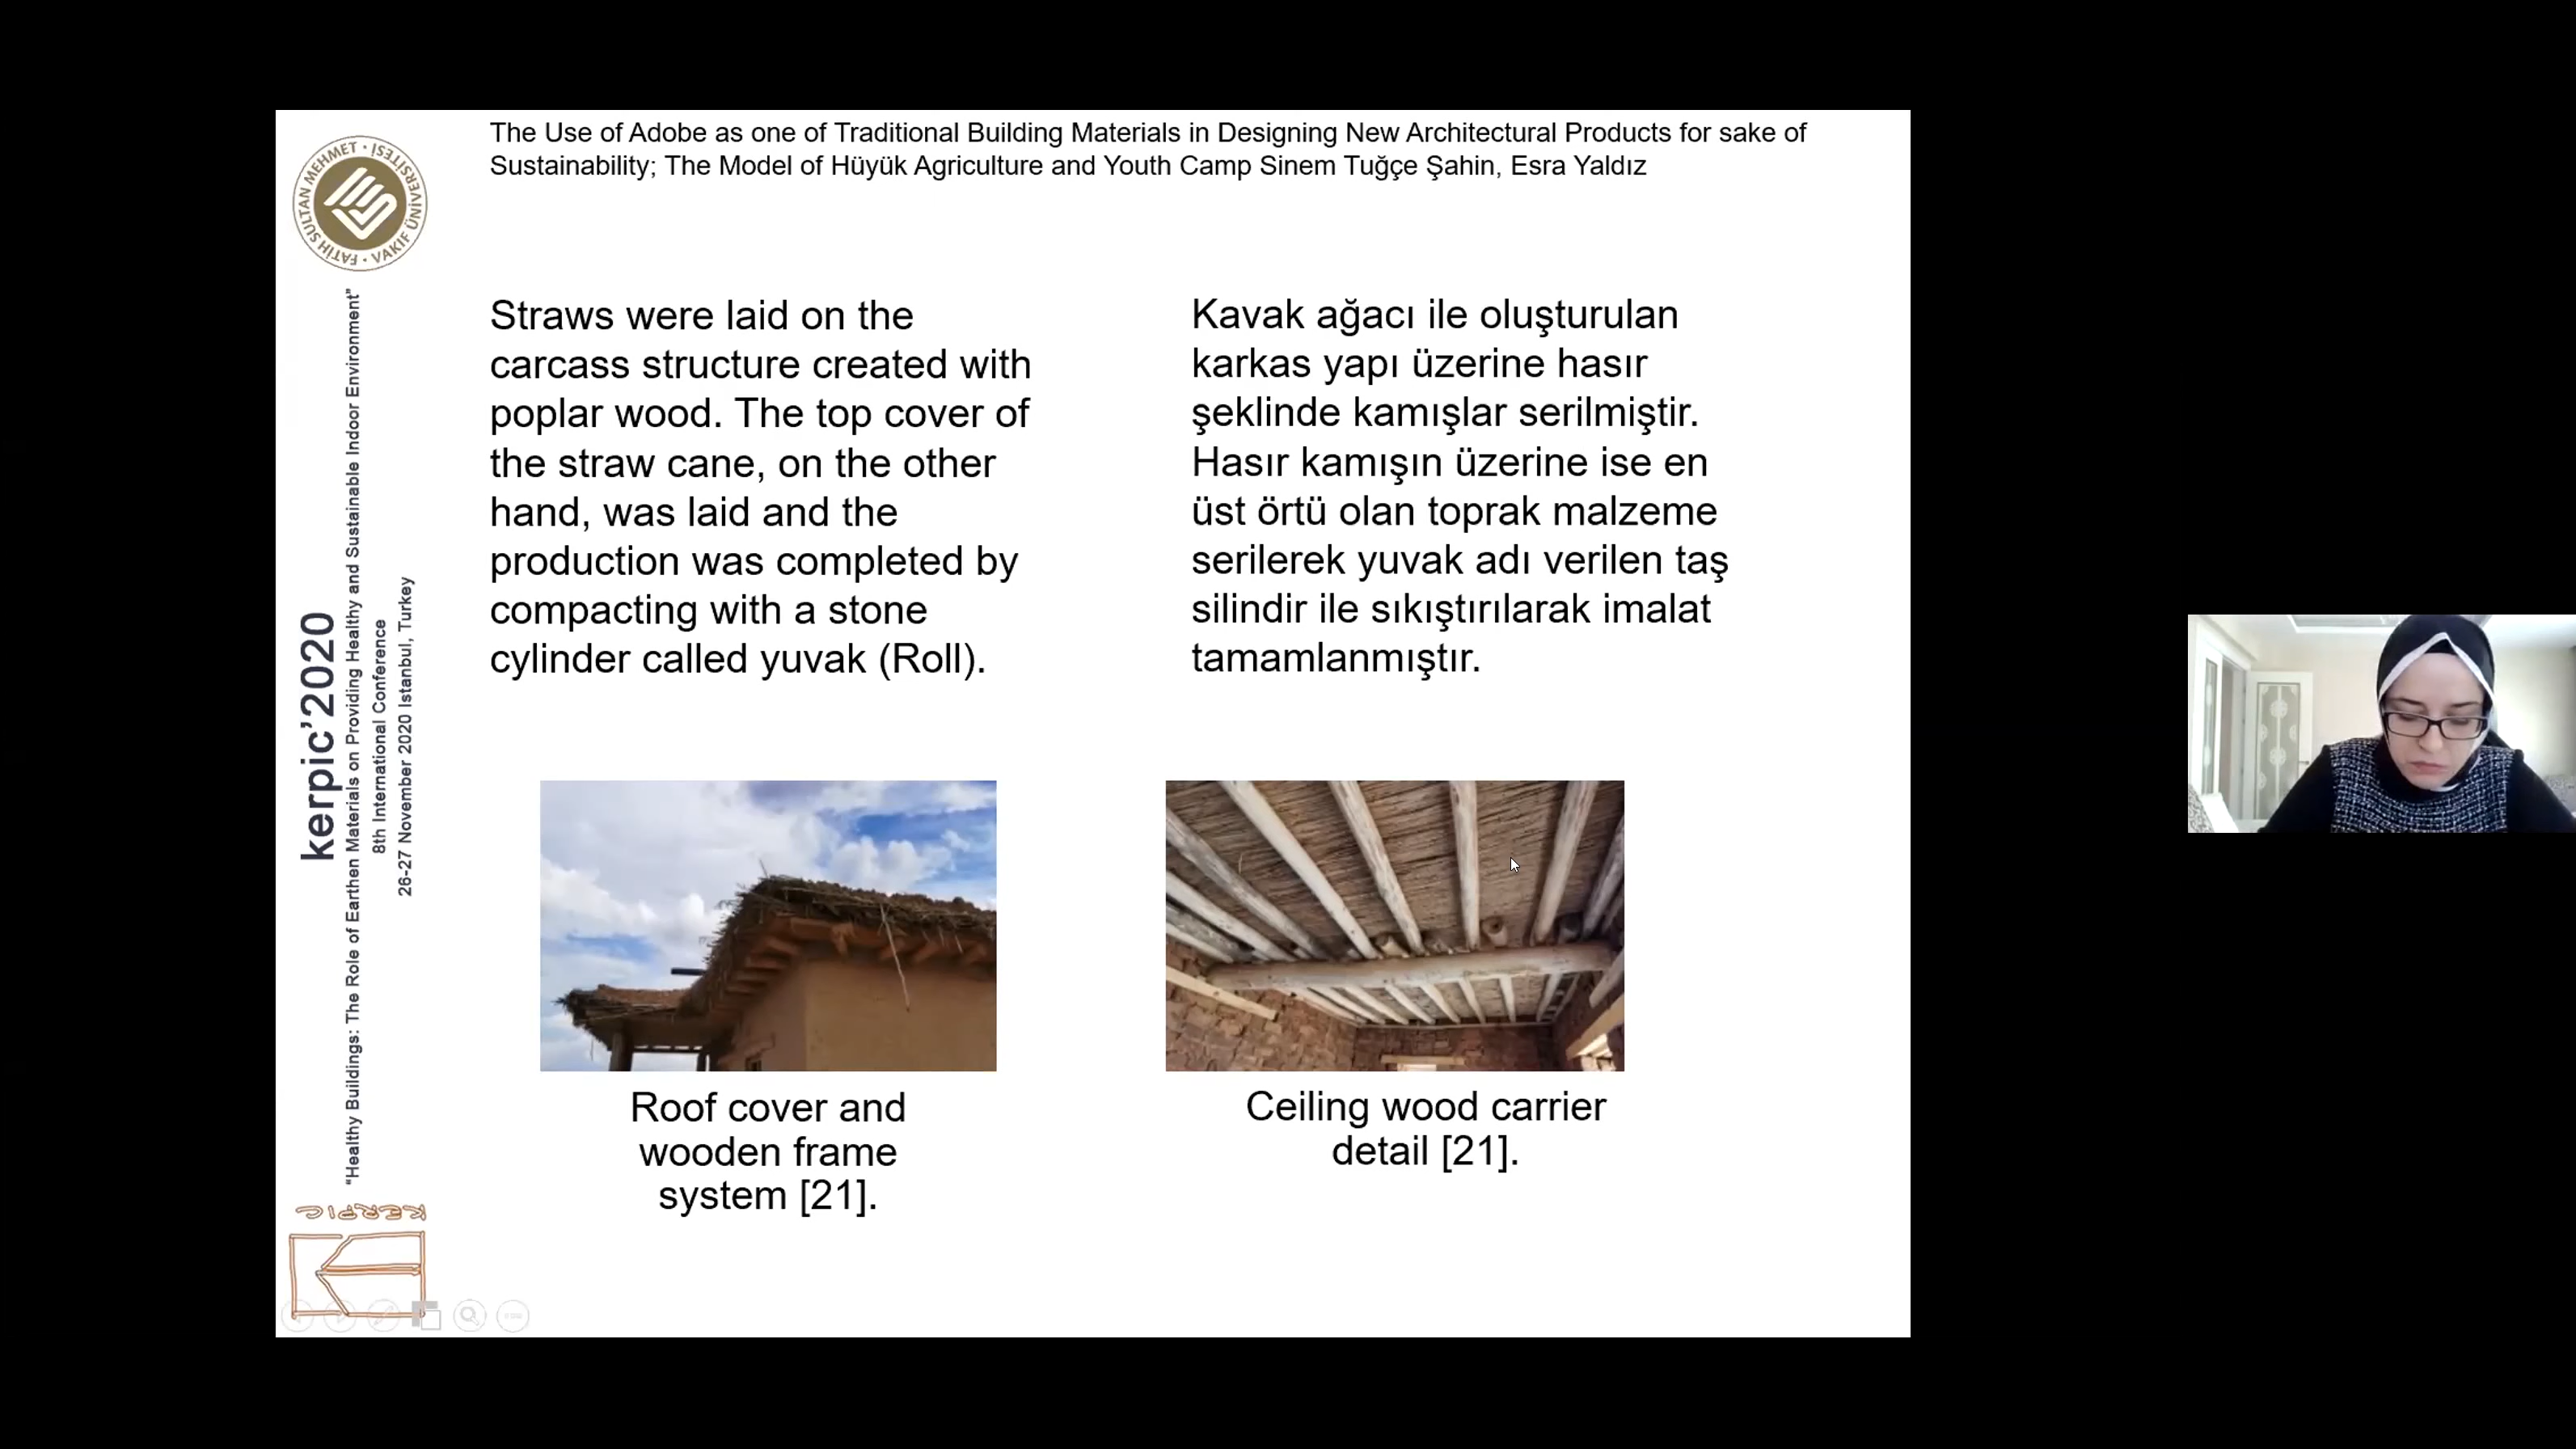 The Use of Adobe as one of Traditional Building Materials in Designing New Architectural Products for sake of
Sustainability; The Model of Hüyük Agriculture and Youth Camp Sinem Tuğçe Şahin, Esra Yaldız
FATİH SULTAN MEHMET · VAKIF ÜNİVERSİTESİ ·
kerpic’2020
“Healthy Buildings: The Role of Earthen Materials on Providing Healthy and Sustainable Indoor Environment”
8th International Conference
26-27 November 2020 Istanbul, Turkey
KERPIC
Straws were laid on the
carcass structure created with
poplar wood. The top cover of
the straw cane, on the other
hand, was laid and the
production was completed by
compacting with a stone
cylinder called yuvak (Roll).
Kavak ağacı ile oluşturulan
karkas yapı üzerine hasır
şeklinde kamışlar serilmiştir.
Hasır kamışın üzerine ise en
üst örtü olan toprak malzeme
serilerek yuvak adı verilen taş
silindir ile sıkıştırılarak imalat
tamamlanmıştır.
Roof cover and
wooden frame
system [21].
Ceiling wood carrier
detail [21].